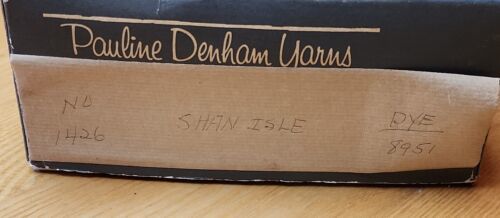 Pauline Denham Yarns
NO SHAN ISLE DYE
1426 8951